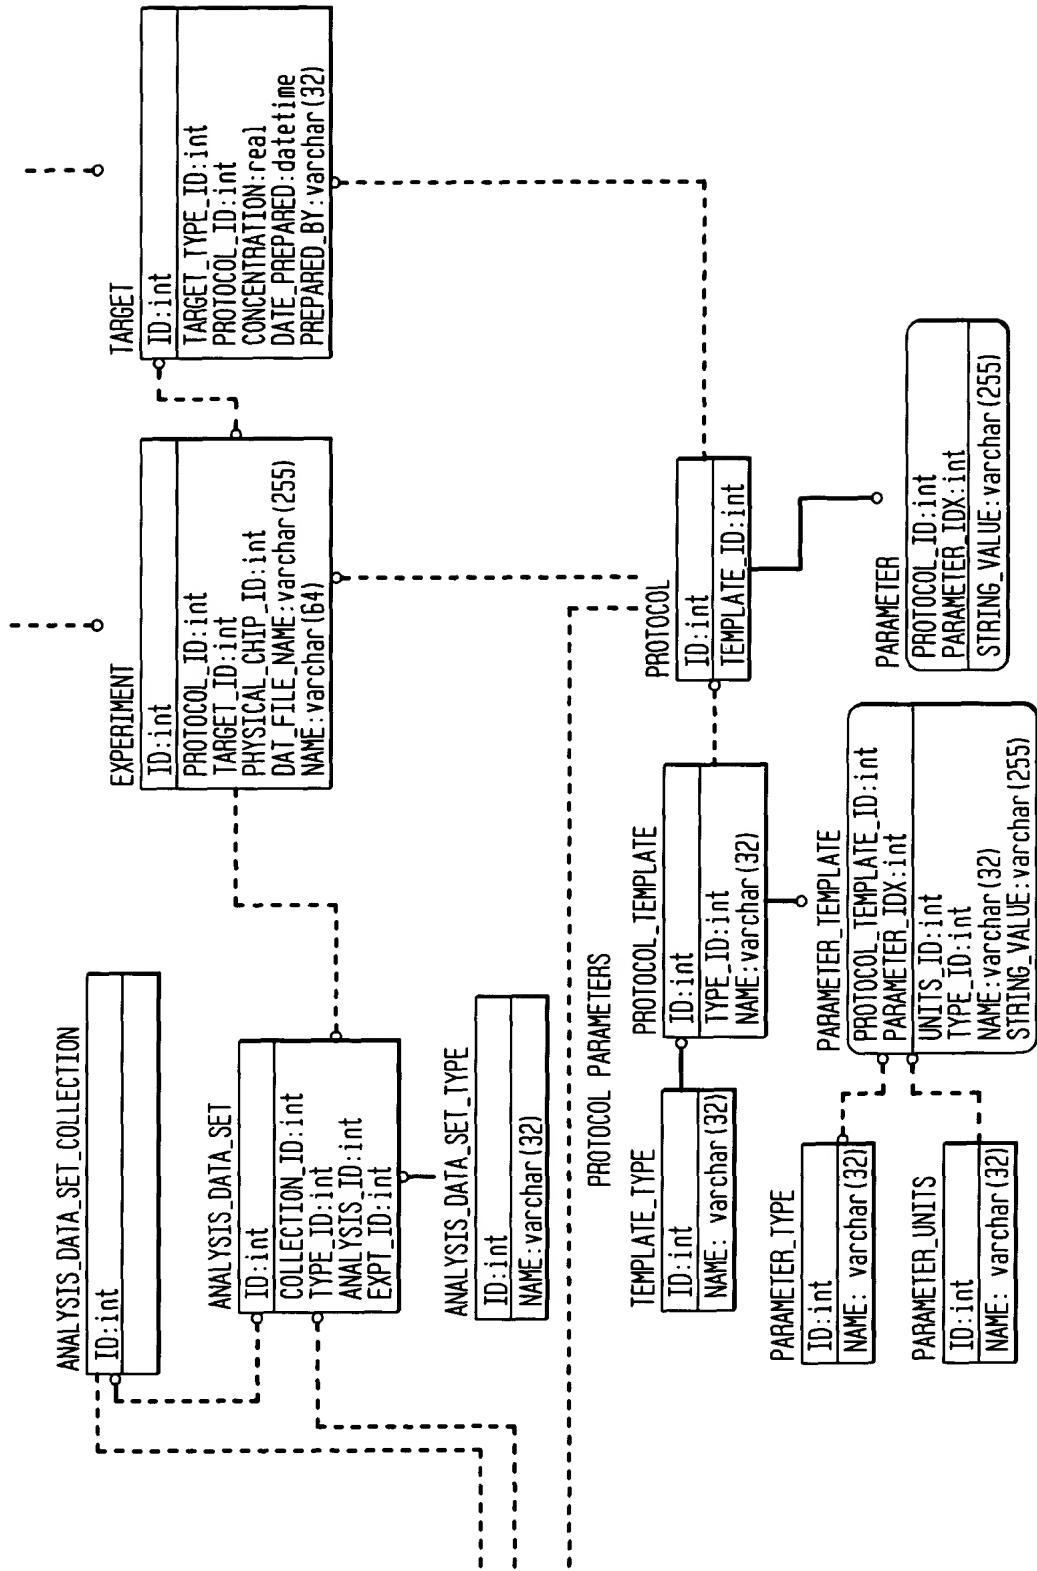 ANALYSIS_DATA_SET_COLLECTION
ID:int
ANALYSIS_DATA_SET
ID:int
COLLECTION_ID:int
TYPE_ID:int
ANALYSIS_ID:int
EXPT_ID:int
ANALYSIS_DATA_SET_TYPE
ID:int
NAME:varchar(32)
EXPERIMENT
ID:int
PROTOCOL_ID:int
TARGET_ID:int
PHYSICAL_CHIP_ID:int
DAT_FILE_NAME:varchar(255)
NAME:varchar(64)
TARGET
ID:int
TARGET_TYPE_ID:int
PROTOCOL_ID:int
CONCENTRATION:real
DATE_PREPARED:datetime
PREPARED_BY:varchar(32)
PROTOCOL PARAMETERS
TEMPLATE_TYPE
ID:int
NAME: varchar(32)
PROTOCOL_TEMPLATE
ID:int
TYPE_ID:int
NAME:varchar(32)
PROTOCOL
ID:int
TEMPLATE_ID:int
PARAMETER_TYPE
ID:int
NAME: varchar(32)
PARAMETER_UNITS
ID:int
NAME: varchar(32)
PARAMETER_TEMPLATE
PROTOCOL_TEMPLATE_ID:int
PARAMETER_IDX:int
UNITS_ID:int
TYPE_ID:int
NAME:varchar(32)
STRING_VALUE:varchar(255)
PARAMETER
PROTOCOL_ID:int
PARAMETER_IDX:int
STRING_VALUE:varchar(255)